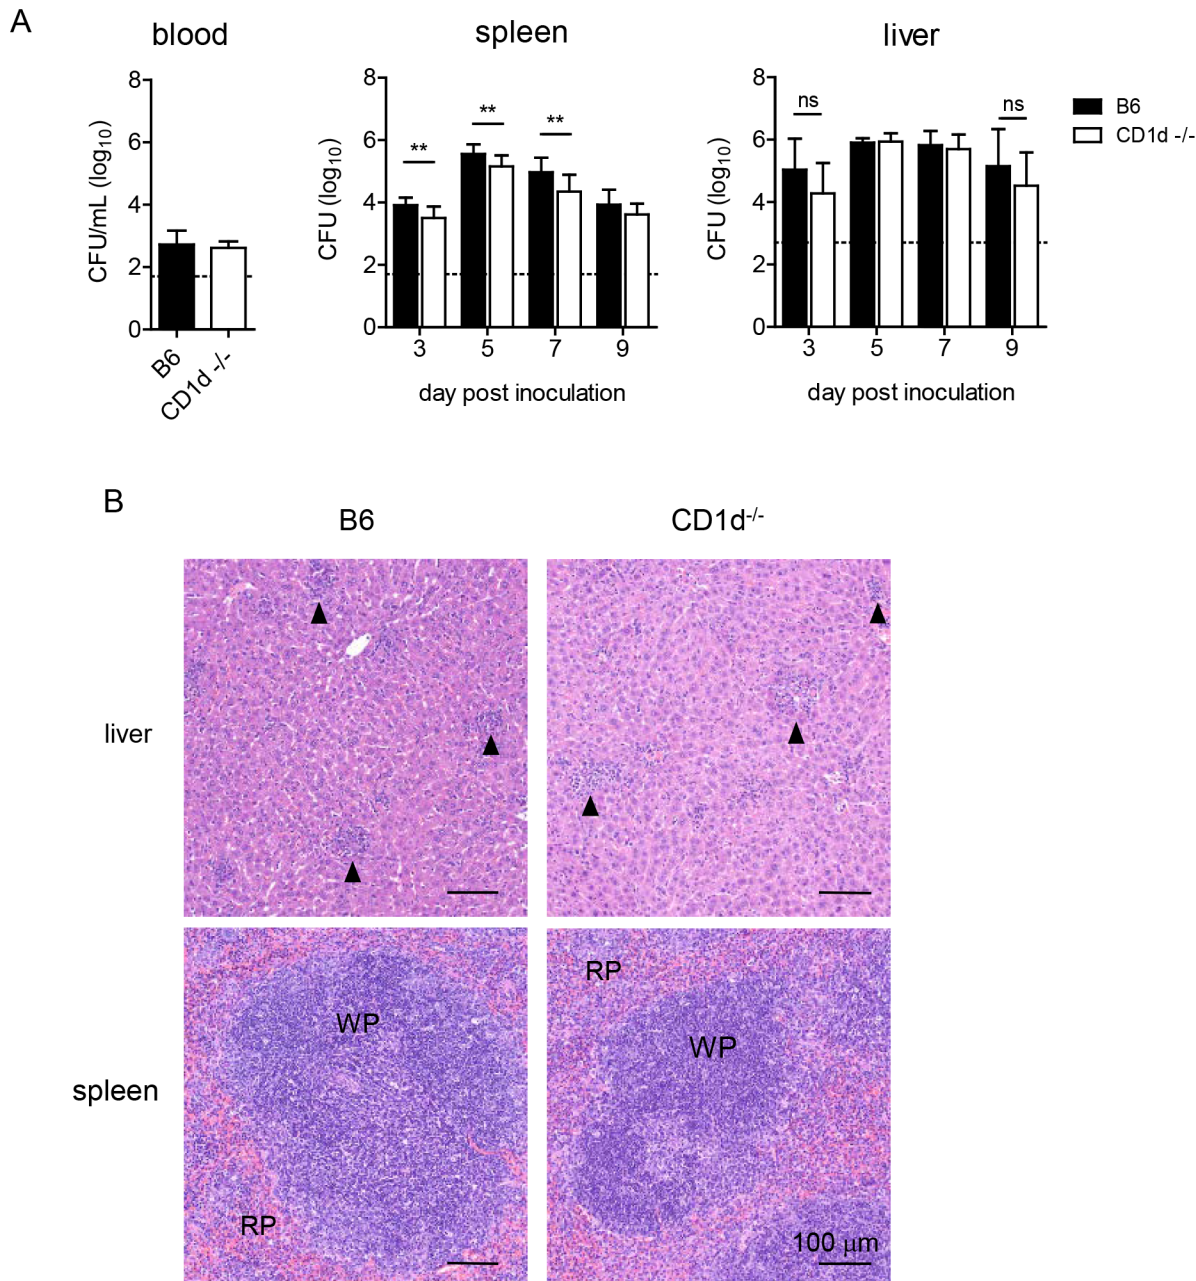 A
blood
spleen
liver
8
6
4
2
0
CFU/mL (log10)
B6
CD1d -/-
8
6
4
2
0
CFU (log10)
**
**
**
3
5
7
9
day post inoculation
8
6
4
2
0
CFU (log10)
ns
ns
3
5
7
9
day post inoculation
B6
CD1d -/-
B
B6
CD1d-/-
liver
spleen
WP
RP
RP
WP
100 μm